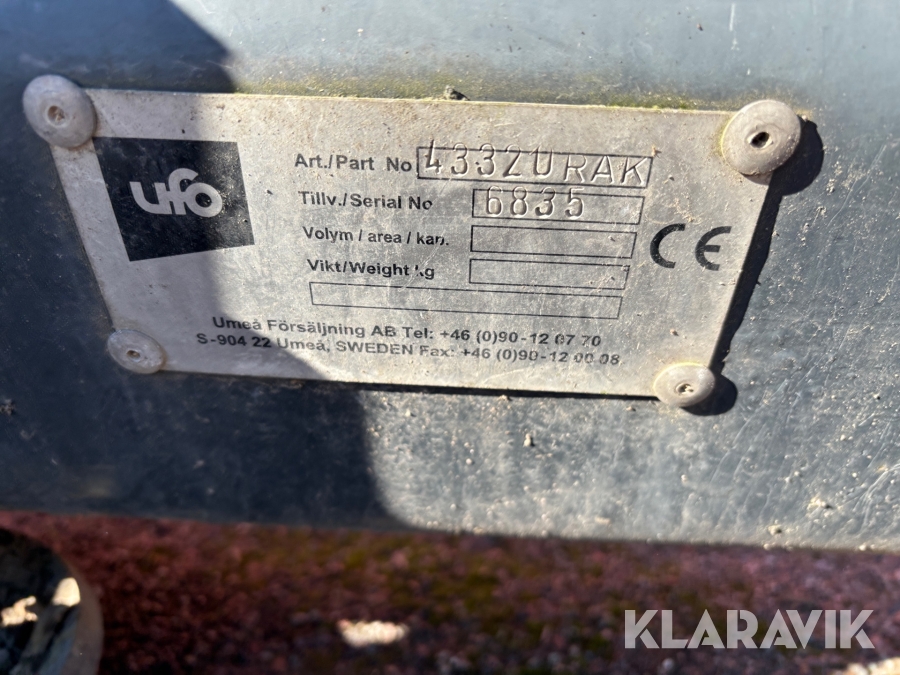 ufo
Art./Part No 4332URAK
Tillv./Serial No 6835
Volym / area / kap.
Vikt/Weight kg
CE
Umeå Försäljning AB Tel: +46 (0)90-12 07 70
S-904 22 Umeå, SWEDEN Fax: +46 (0)90-12 00 08
KLARAVIK